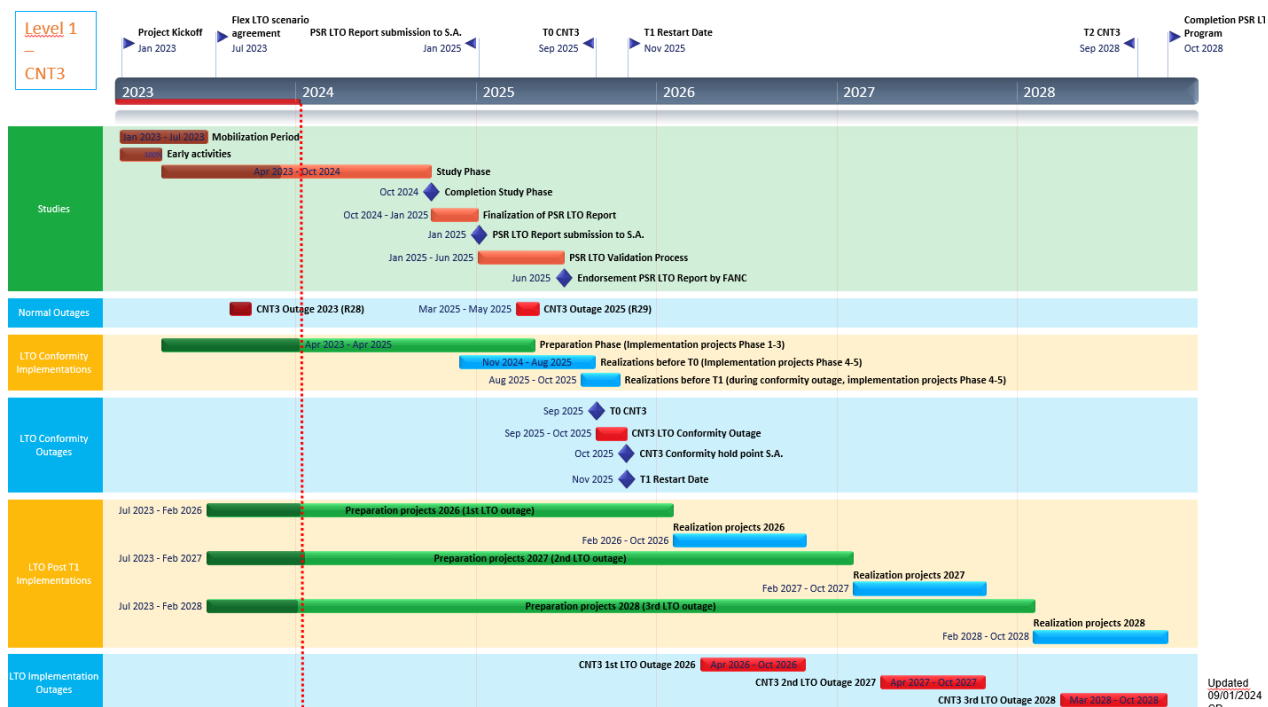 Level 1
–
CNT3
Project Kickoff
Jan 2023
Flex LTO scenario
agreement
Jul 2023
PSR LTO Report submission to S.A.
Jan 2025
T0 CNT3
Sep 2025
T1 Restart Date
Nov 2025
T2 CNT3
Sep 2028
Completion PSR LT
Program
Oct 2028
2023 2024 2025 2026 2027 2028
Studies
Jan 2023 - Jul 2023 Mobilization Period
Early activities
Apr 2023 - Oct 2024 Study Phase
Oct 2024 Completion Study Phase
Oct 2024 - Jan 2025 Finalization of PSR LTO Report
Jan 2025 PSR LTO Report submission to S.A.
Jan 2025 - Jun 2025 PSR LTO Validation Process
Jun 2025 Endorsement PSR LTO Report by FANC
Normal Outages
CNT3 Outage 2023 (R28) Mar 2025 - May 2025 CNT3 Outage 2025 (R29)
LTO Conformity
Implementations
Apr 2023 - Apr 2025 Preparation Phase (Implementation projects Phase 1-3)
Nov 2024 - Aug 2025 Realizations before T0 (Implementation projects Phase 4-5)
Aug 2025 - Oct 2025 Realizations before T1 (during conformity outage, implementation projects Phase 4-5)
LTO Conformity
Outages
Sep 2025 T0 CNT3
Sep 2025 - Oct 2025 CNT3 LTO Conformity Outage
Oct 2025 CNT3 Conformity hold point S.A.
Nov 2025 T1 Restart Date
LTO Post T1
Implementations
Jul 2023 - Feb 2026 Preparation projects 2026 (1st LTO outage)
Realization projects 2026
Feb 2026 - Oct 2026
Jul 2023 - Feb 2027 Preparation projects 2027 (2nd LTO outage)
Realization projects 2027
Feb 2027 - Oct 2027
Jul 2023 - Feb 2028 Preparation projects 2028 (3rd LTO outage)
Realization projects 2028
Feb 2028 - Oct 2028
LTO Implementation
Outages
CNT3 1st LTO Outage 2026 Apr 2026 - Oct 2026
CNT3 2nd LTO Outage 2027 Apr 2027 - Oct 2027
CNT3 3rd LTO Outage 2028 Mar 2028 - Oct 2028
Updated
09/01/2024